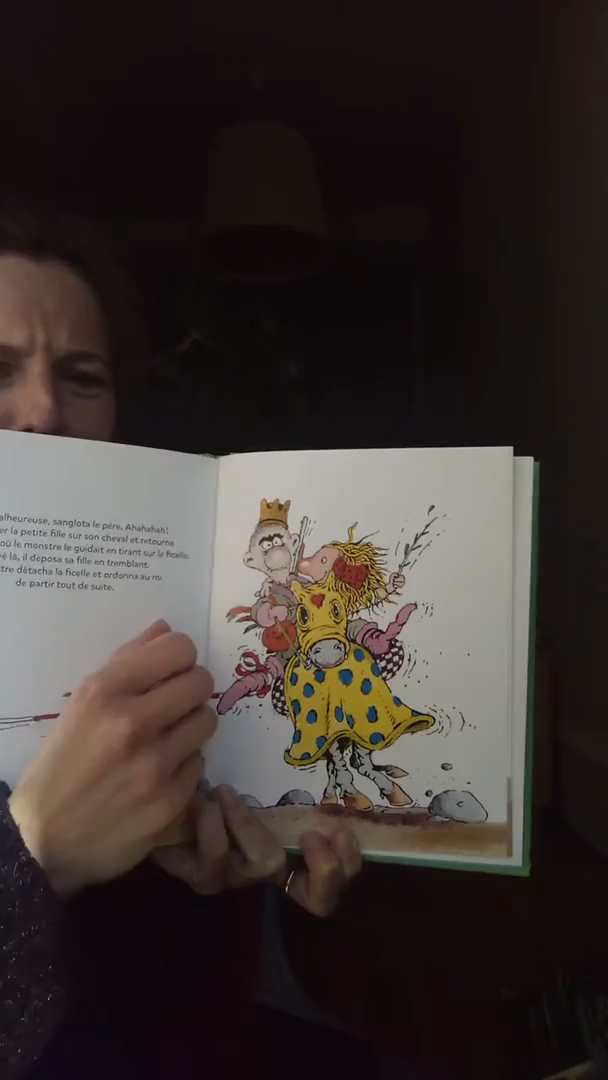 alheureuse, sanglota le père. Ahahahah!
er la petite fille sur son cheval et retourna
où le monstre le guidait en tirant sur la ficelle.
é là, il déposa sa fille en tremblant.
tre détacha la ficelle et ordonna au roi
de partir tout de suite.